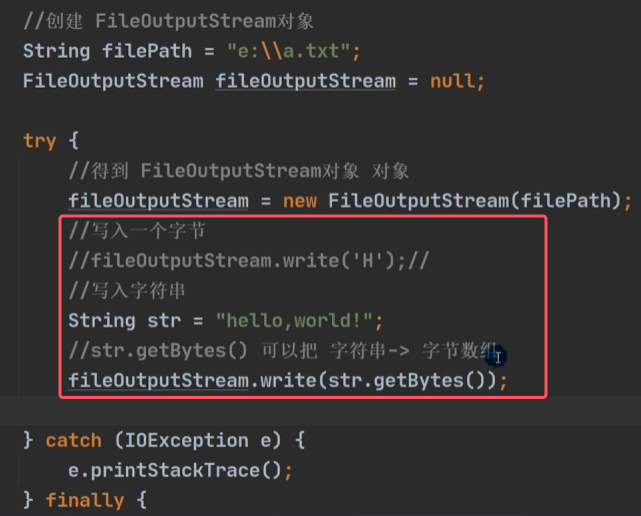 //创建 FileOutputStream对象
String filePath = "e:\\a.txt";
FileOutputStream fileOutputStream = null;
try {
//得到 FileOutputStream对象 对象
fileOutputStream = new FileOutputStream(filePath);
//写入一个字节
//fileOutputStream.write('H');//
//写入字符串
String str = "hello,world!";
//str.getBytes() 可以把 字符串-> 字节数组
fileOutputStream.write(str.getBytes());
} catch (IOException e) {
e.printStackTrace();
} finally {